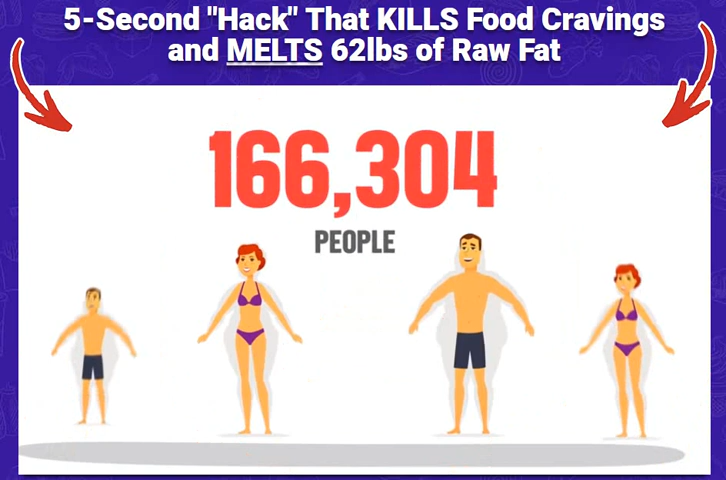 5-Second "Hack" That KILLS Food Cravings
and MELTS 62lbs of Raw Fat
166,304
PEOPLE